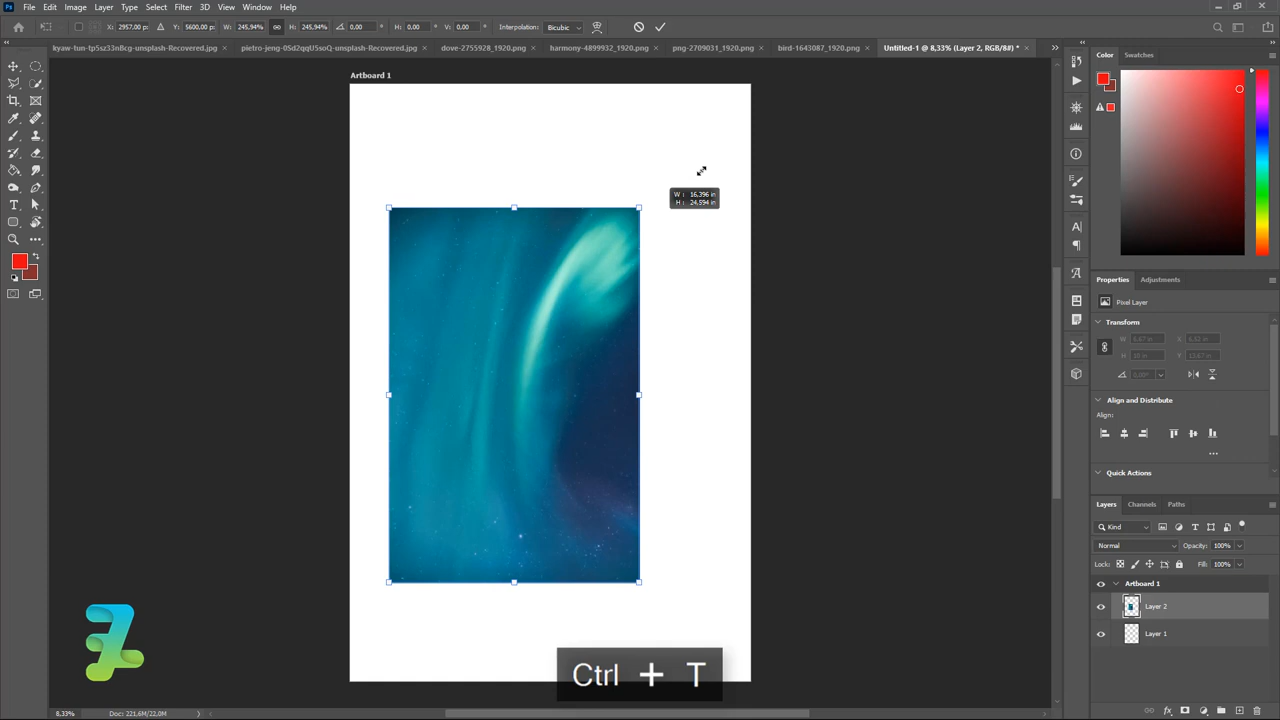 File Edit Image Layer Type Select Filter 3D View Window Help
X: 2957,00 px Y: 5600,00 px W: 245,94% H: 245,94% 0,00 ° H: 0,00 ° V: 0,00 ° Interpolation: Bicubic
kyaw-tun-tp5sz33nBcg-unsplash-Recovered.jpg × pietro-jeng-0Sd2qqU5soQ-unsplash-Recovered.jpg × dove-2755928_1920.png × harmony-4899932_1920.png × png-2709031_1920.png × bird-1643087_1920.png × Untitled-1 @ 8,33% (Layer 2, RGB/8#) * ×
Color Swatches
Artboard 1
W: 16,396 in
H: 24,594 in
Properties Adjustments
Pixel Layer
Transform
Align and Distribute
Align:
Quick Actions
Layers Channels Paths
Kind
Normal Opacity: 100%
Lock: Fill: 100%
Artboard 1
Layer 2
Layer 1
Ctrl + T
8,33% Doc: 221,6M/22,0M